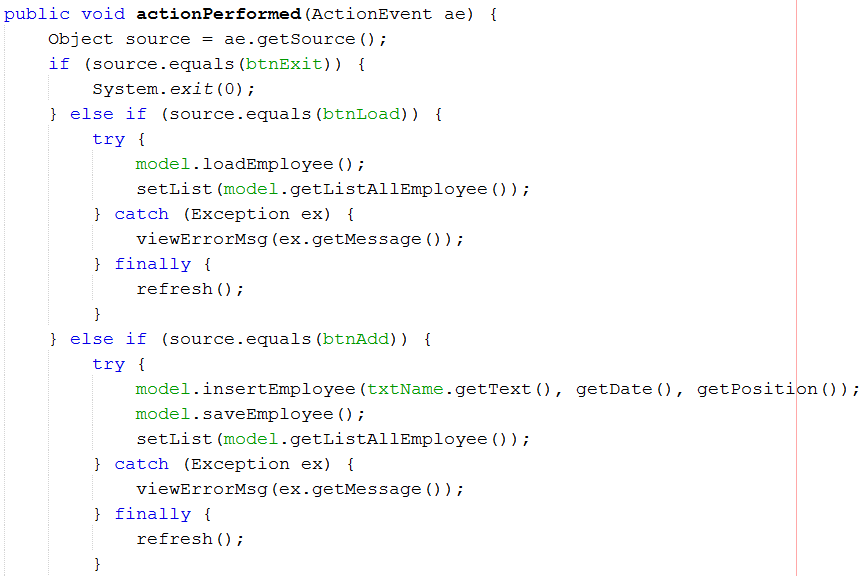 public void actionPerformed(ActionEvent ae) {
    Object source = ae.getSource();
    if (source.equals(btnExit)) {
        System.exit(0);
    } else if (source.equals(btnLoad)) {
        try {
            model.loadEmployee();
            setList(model.getListAllEmployee());
        } catch (Exception ex) {
            viewErrorMsg(ex.getMessage());
        } finally {
            refresh();
        }
    } else if (source.equals(btnAdd)) {
        try {
            model.insertEmployee(txtName.getText(), getDate(), getPosition());
            model.saveEmployee();
            setList(model.getListAllEmployee());
        } catch (Exception ex) {
            viewErrorMsg(ex.getMessage());
        } finally {
            refresh();
        }